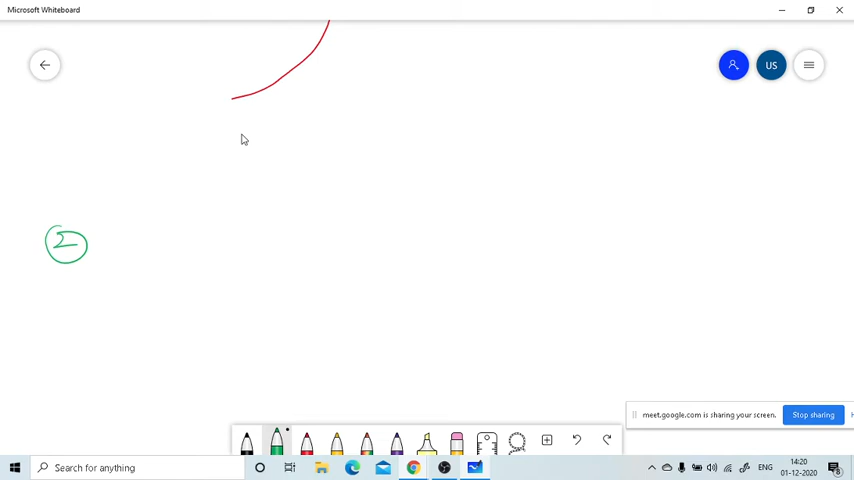 Microsoft Whiteboard
US
2
meet.google.com is sharing your screen.
Stop sharing
Search for anything
ENG
14:20
01-12-2020
8